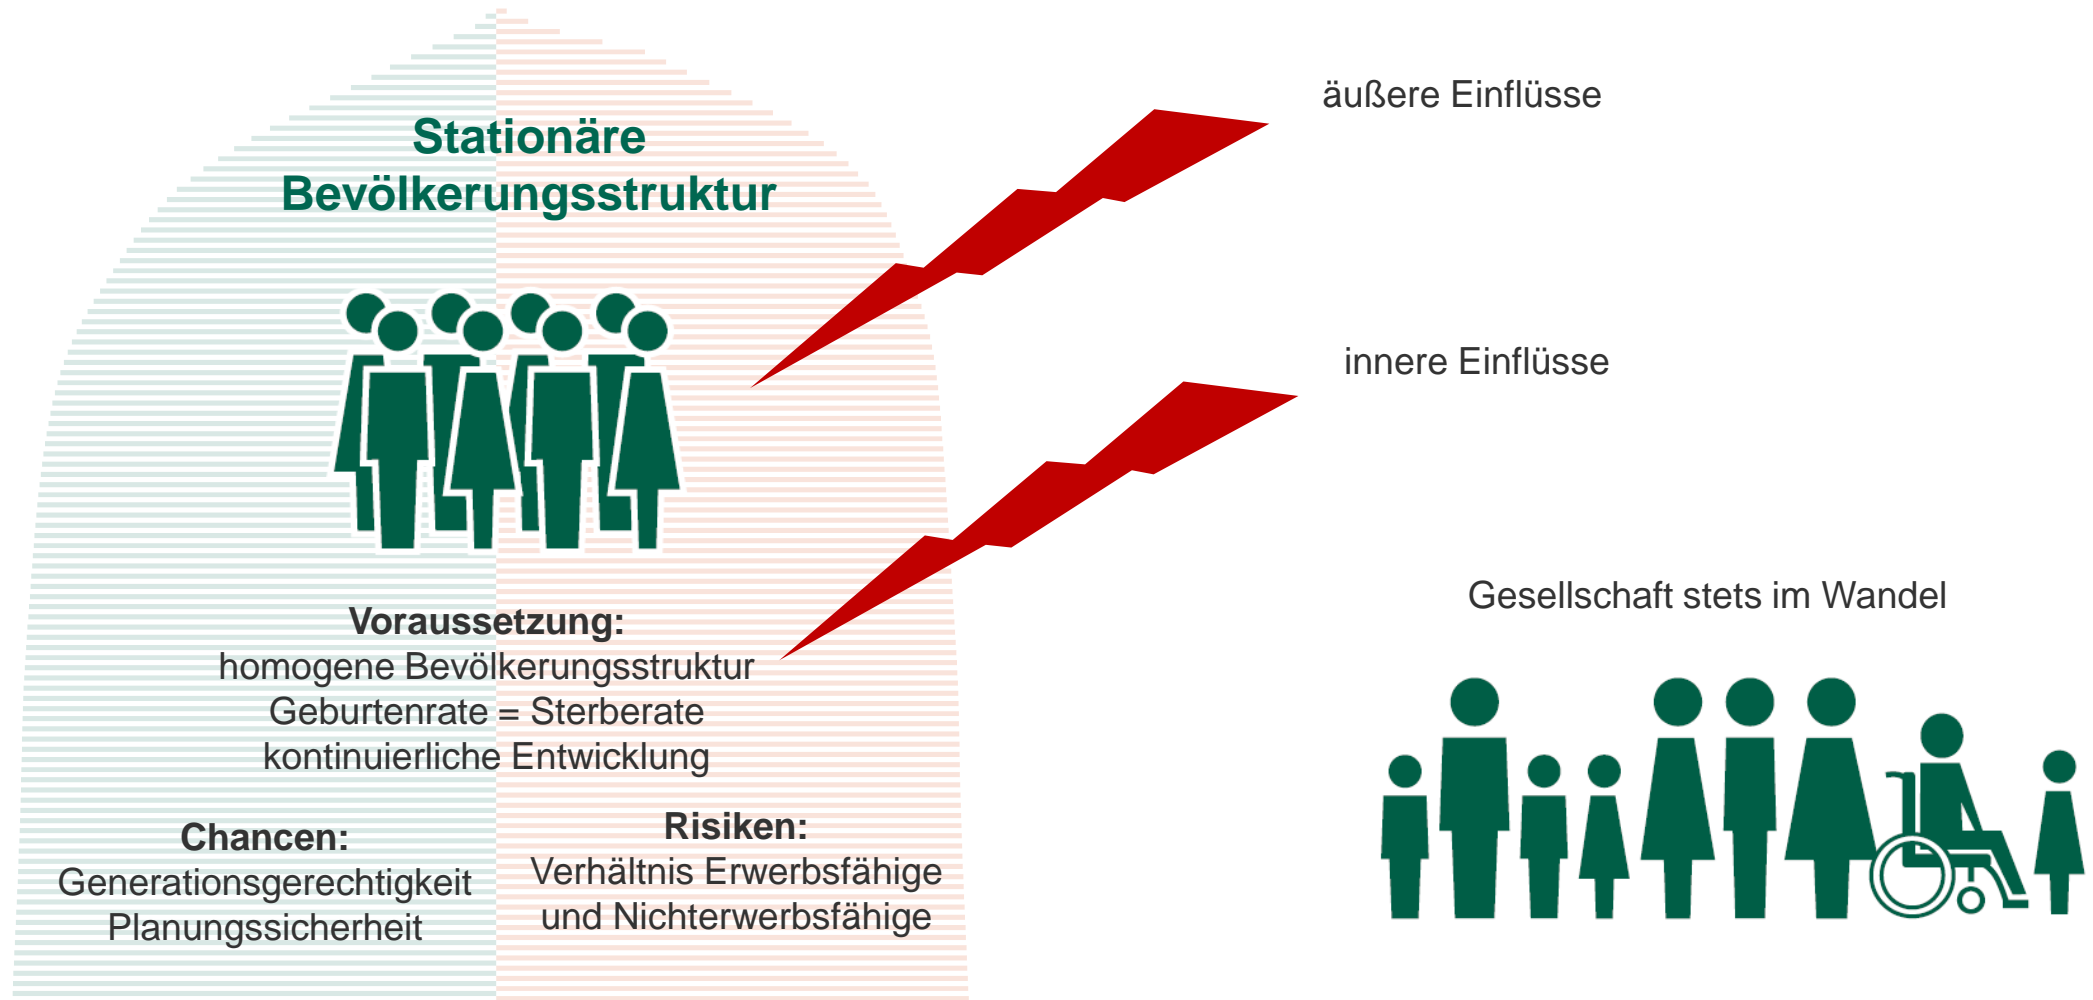 Stationäre
Bevölkerungsstruktur
Voraussetzung:
homogene Bevölkerungsstruktur
Geburtenrate = Sterberate
kontinuierliche Entwicklung
Chancen:
Generationsgerechtigkeit
Planungssicherheit
Risiken:
Verhältnis Erwerbsfähige
und Nichterwerbsfähige
äußere Einflüsse
innere Einflüsse
Gesellschaft stets im Wandel